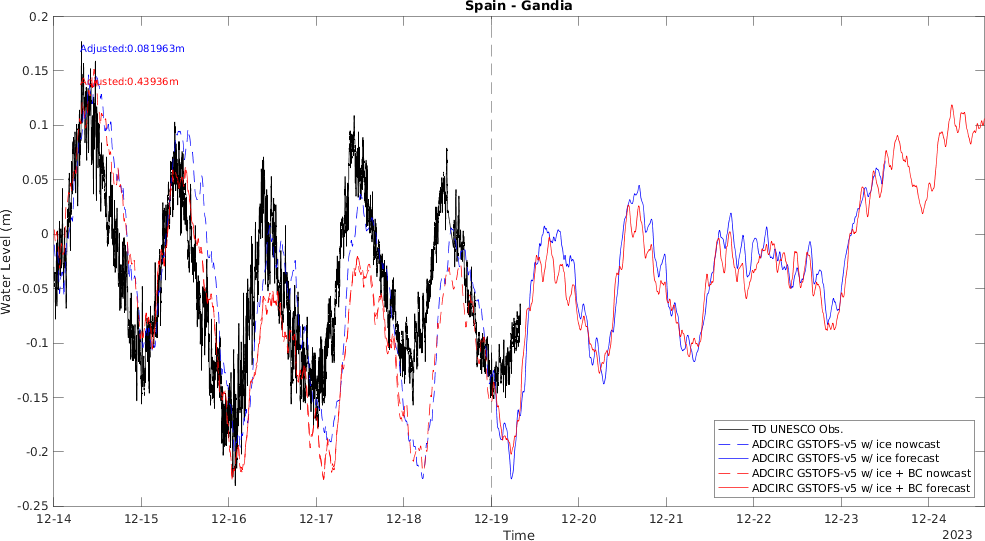 Spain - Gandia
0.2
0.15
0.1
0.05
0
-0.05
-0.1
-0.15
-0.2
-0.25
Water Level (m)
Adjusted:0.081963m
Adjusted:0.43936m
TD UNESCO Obs.
ADCIRC GSTOFS-v5 w/ ice nowcast
ADCIRC GSTOFS-v5 w/ ice forecast
ADCIRC GSTOFS-v5 w/ ice + BC nowcast
ADCIRC GSTOFS-v5 w/ ice + BC forecast
12-14 12-15 12-16 12-17 12-18 12-19 12-20 12-21 12-22 12-23 12-24
Time
2023